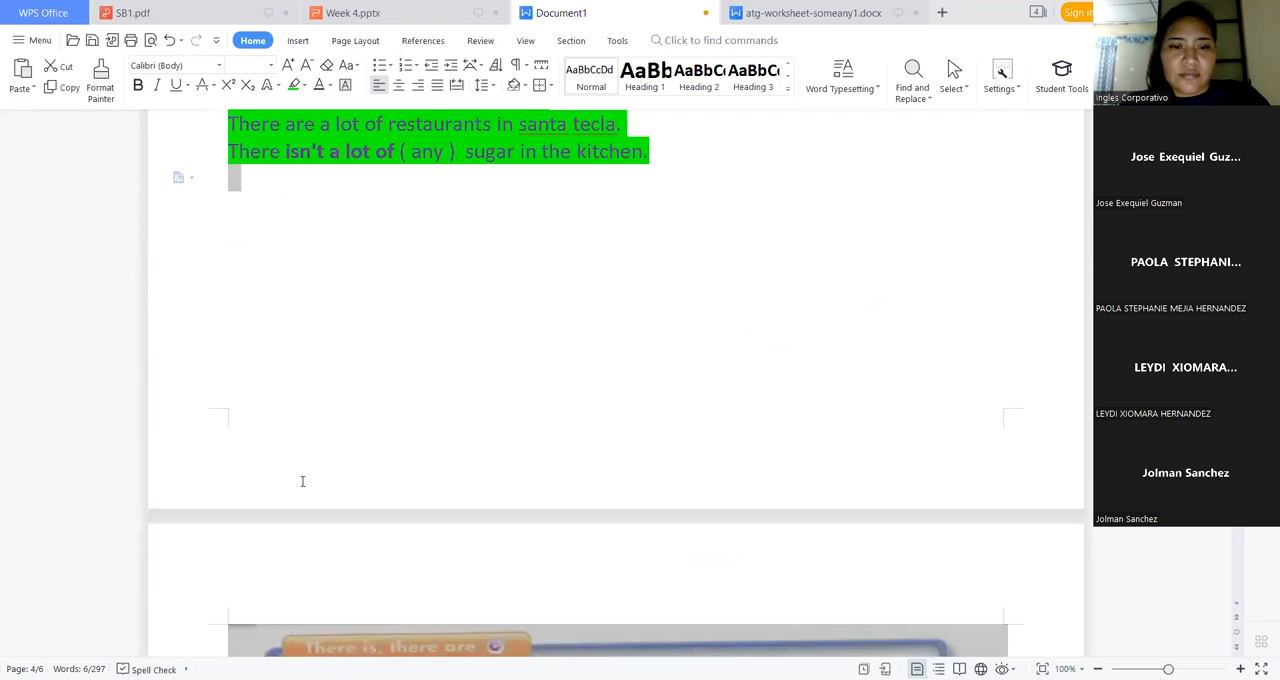 WPS Office SB1.pdf Week 4.pptx Document1 atg-worksheet-someany1.docx + 4 Sign in
Menu Home Insert Page Layout References Review View Section Tools Click to find commands
Paste Cut Copy Format Painter Calibri (Body) AaBbCcDd Normal AaBb Heading 1 AaBbCc Heading 2 AaBbCc Heading 3 Word Typesetting Find and Replace Select Settings Student Tools
Ingles Corporativo
There are a lot of restaurants in santa tecla.
There isn't a lot of ( any ) sugar in the kitchen.
Jose Exequiel Guz...
Jose Exequiel Guzman
PAOLA STEPHANI...
PAOLA STEPHANIE MEJIA HERNANDEZ
LEYDI XIOMARA...
LEYDI XIOMARA HERNANDEZ
Jolman Sanchez
Jolman Sanchez
There is, there are
Page: 4/6 Words: 6/297 Spell Check 100%